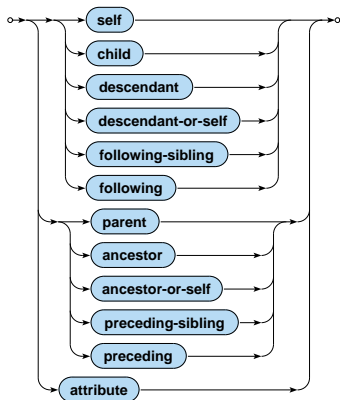 self
child
descendant
descendant-or-self
following-sibling
following
parent
ancestor
ancestor-or-self
preceding-sibling
preceding
attribute